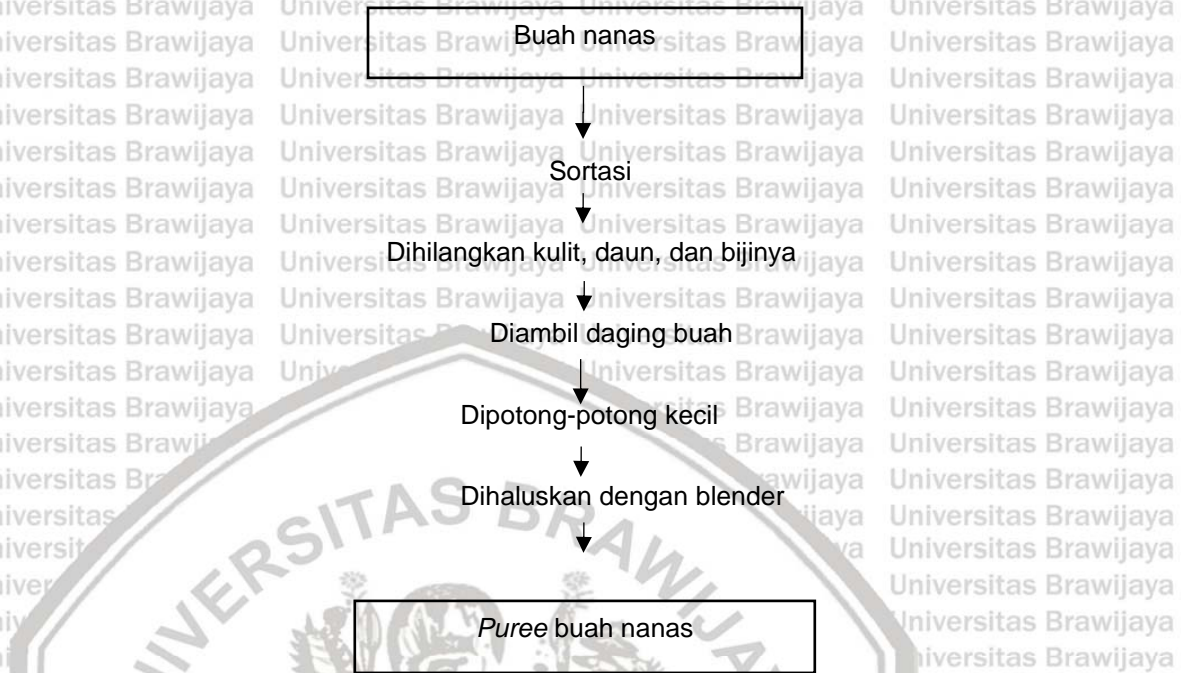 Buah nanas
Sortasi
Dihilangkan kulit, daun, dan bijinya
Diambil daging buah
Dipotong-potong kecil
Dihaluskan dengan blender
Puree buah nanas